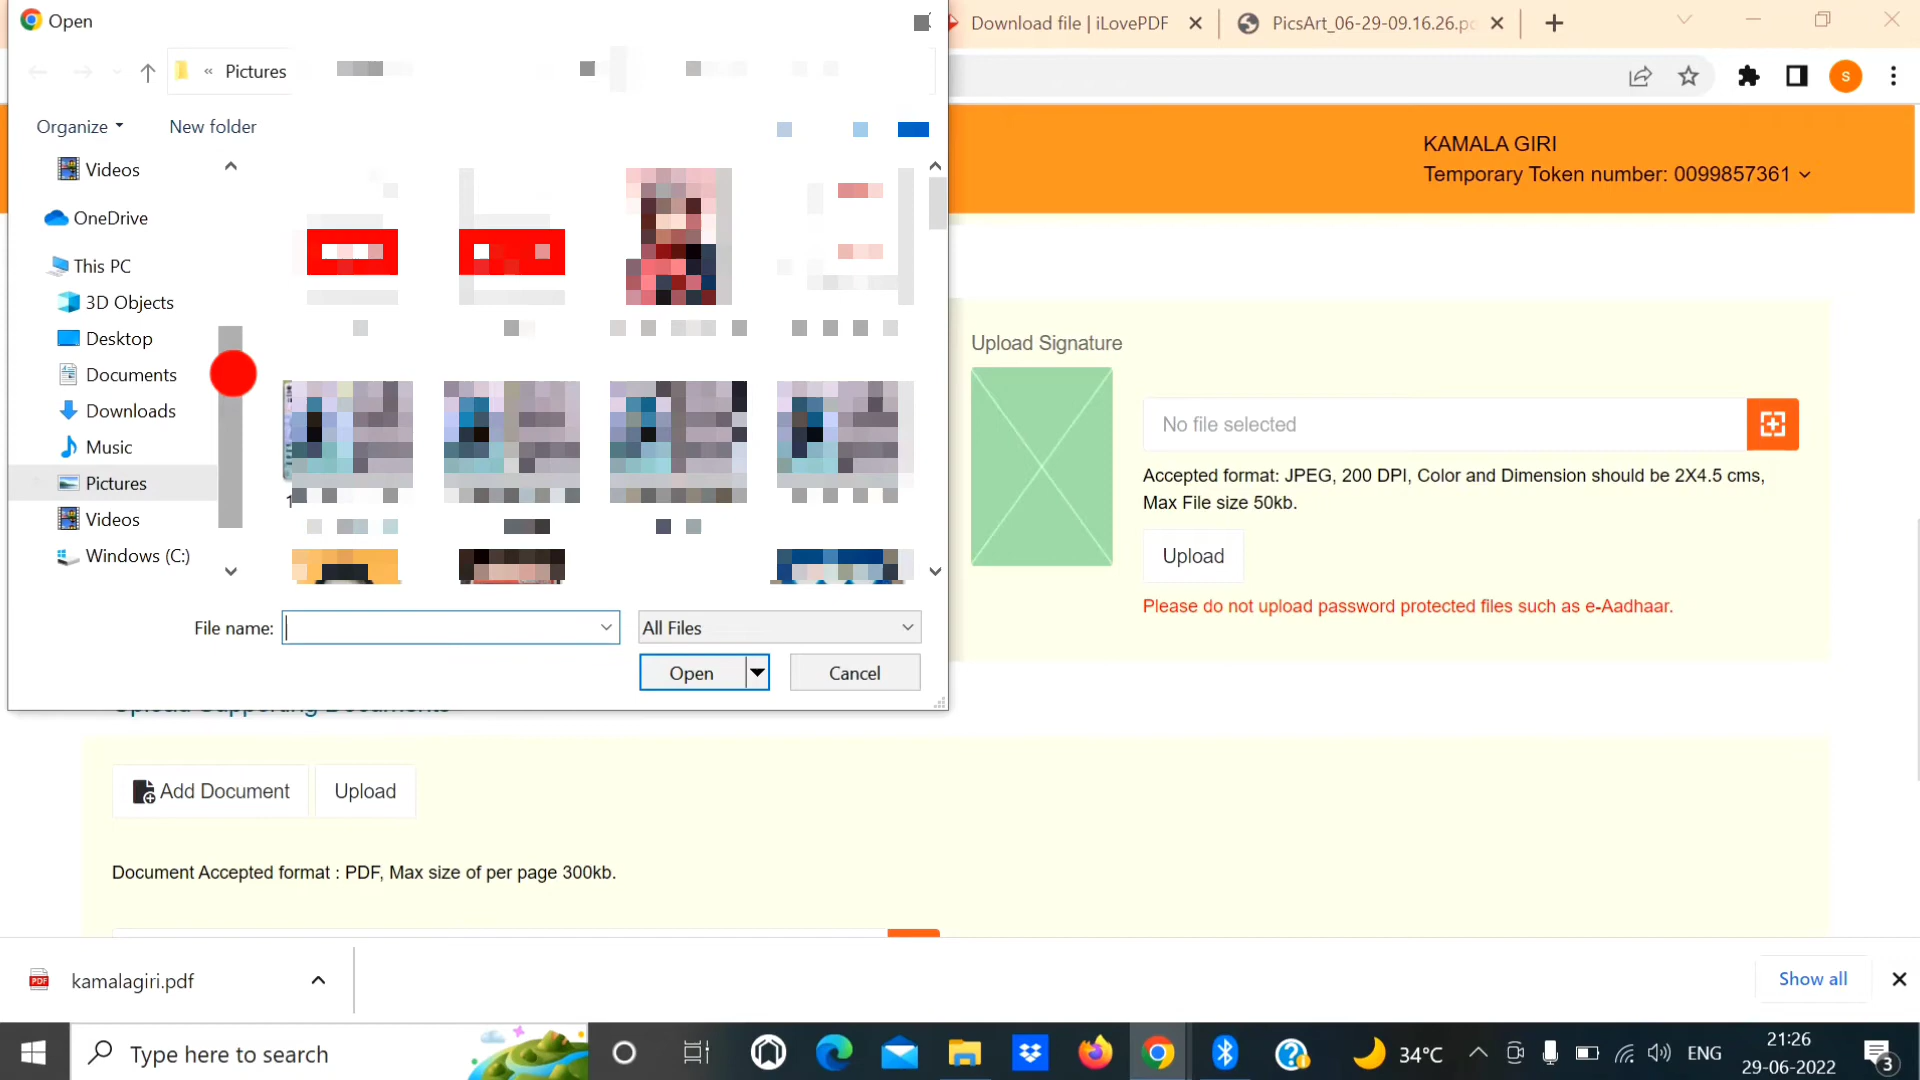 Open
Download file | iLovePDF
PicsArt_06-29-09.16.26.p
« Pictures
s
Organize
New folder
KAMALA GIRI
Temporary Token number: 0099857361
Videos
OneDrive
This PC
3D Objects
Desktop
Documents
Downloads
Music
Pictures
Videos
Windows (C:)
Upload Signature
No file selected
Accepted format: JPEG, 200 DPI, Color and Dimension should be 2X4.5 cms,
Max File size 50kb.
Upload
Please do not upload password protected files such as e-Aadhaar.
File name:
All Files
Open
Cancel
Upload Supporting Documents
Add Document
Upload
Document Accepted format : PDF, Max size of per page 300kb.
PDF
kamalagiri.pdf
Show all
Type here to search
34°C
ENG
21:26
29-06-2022
3